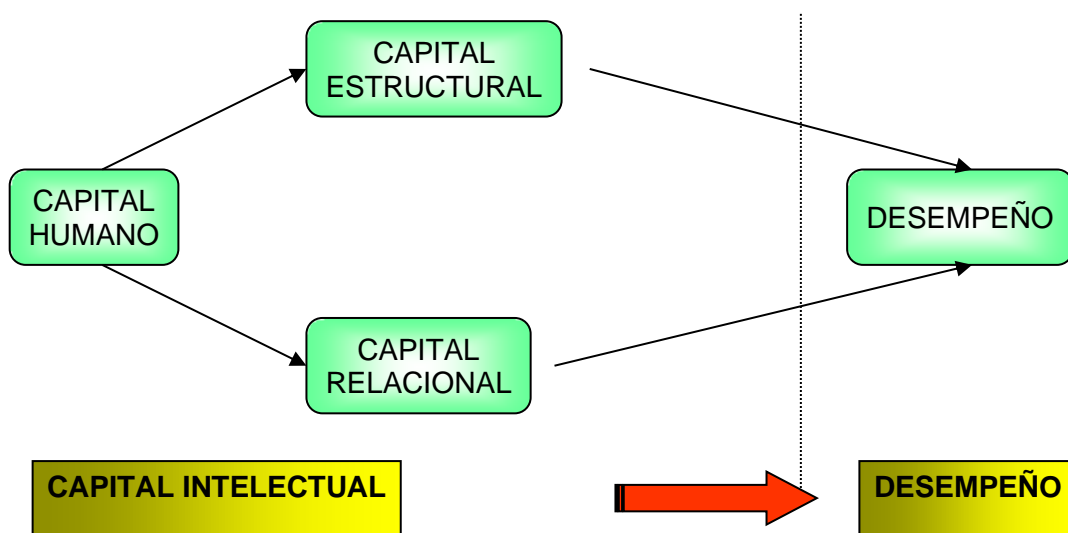 CAPITAL
ESTRUCTURAL
CAPITAL
HUMANO
DESEMPEÑO
CAPITAL
RELACIONAL
CAPITAL INTELECTUAL
DESEMPEÑO